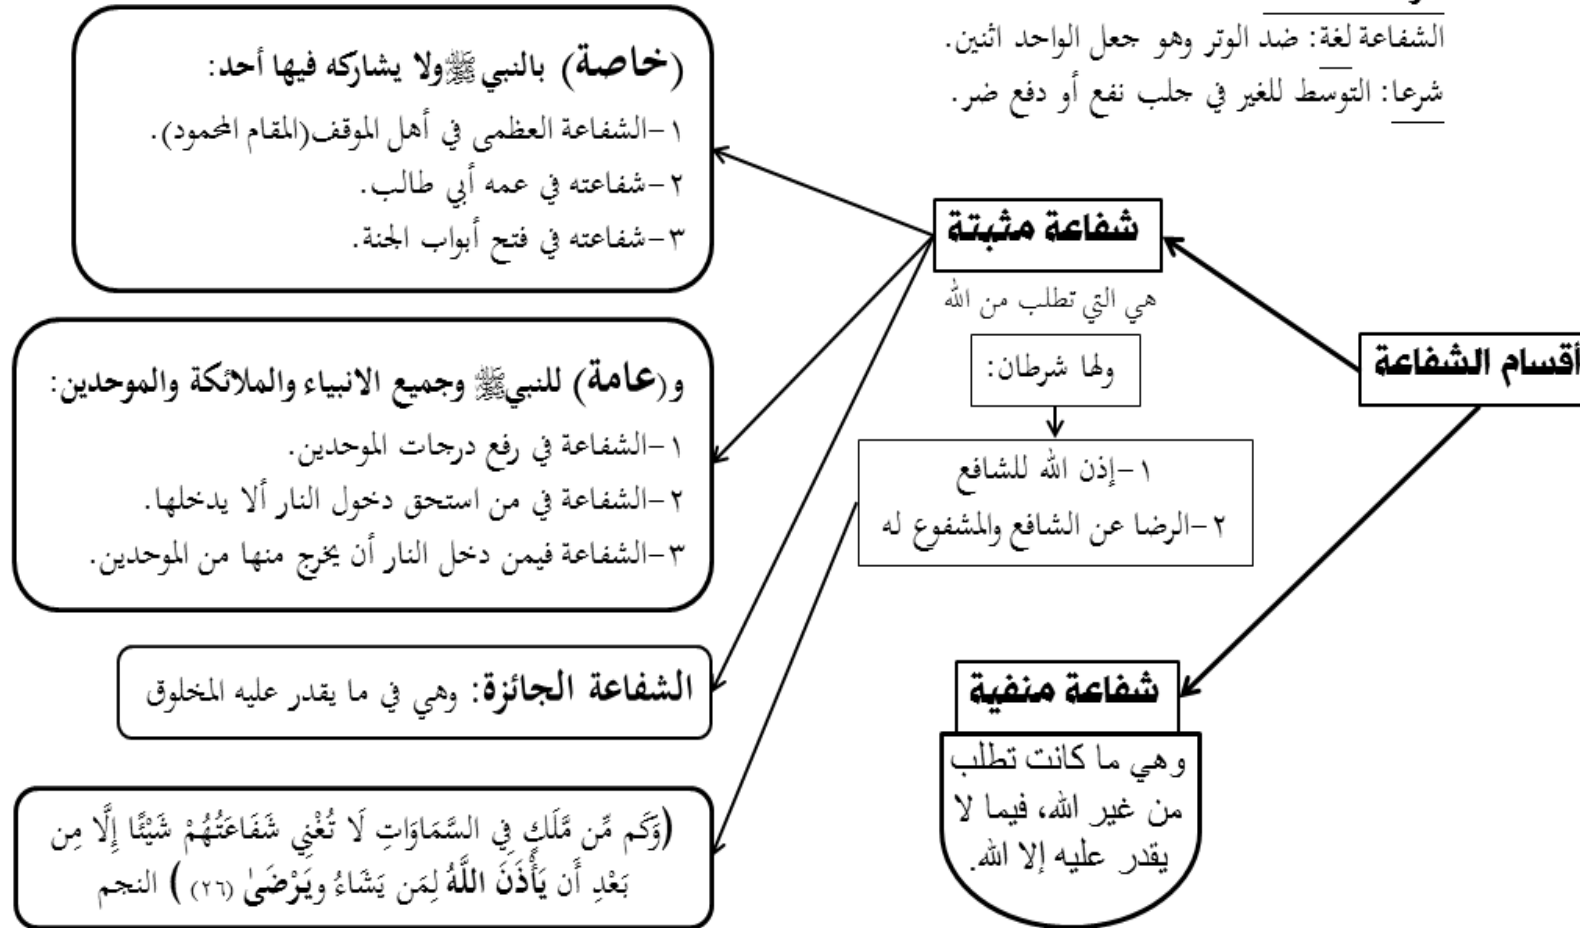 الشفاعة لغة: ضد الوتر وهو جعل الواحد اثنين.
شرعا: التوسط للغير في جلب نفع أو دفع ضر.
أقسام الشفاعة
شفاعة مثبتة
هي التي تطلب من الله
ولها شرطان:
١-إذن الله للشافع
٢-الرضا عن الشافع والمشفوع له
(خاصة) بالنبي ﷺ ولا يشاركه فيها أحد:
١-الشفاعة العظمى في أهل الموقف(المقام المحمود).
٢-شفاعته في عمه أبي طالب.
٣-شفاعته في فتح أبواب الجنة.
و(عامة) للنبي ﷺ وجميع الانبياء والملائكة والموحدين:
١-الشفاعة في رفع درجات الموحدين.
٢-الشفاعة في من استحق دخول النار ألا يدخلها.
٣-الشفاعة فيمن دخل النار أن يخرج منها من الموحدين.
الشفاعة الجائزة: وهي في ما يقدر عليه المخلوق
(وَكَم مِّن مَّلَكٍ فِي السَّمَاوَاتِ لَا تُغْنِي شَفَاعَتُهُمْ شَيْئًا إِلَّا مِن
بَعْدِ أَن يَأْذَنَ اللَّهُ لِمَن يَشَاءُ ويَرْضَىٰ (٢٦) ) النجم
شفاعة منفية
وهي ما كانت تطلب
من غير الله، فيما لا
يقدر عليه إلا الله.